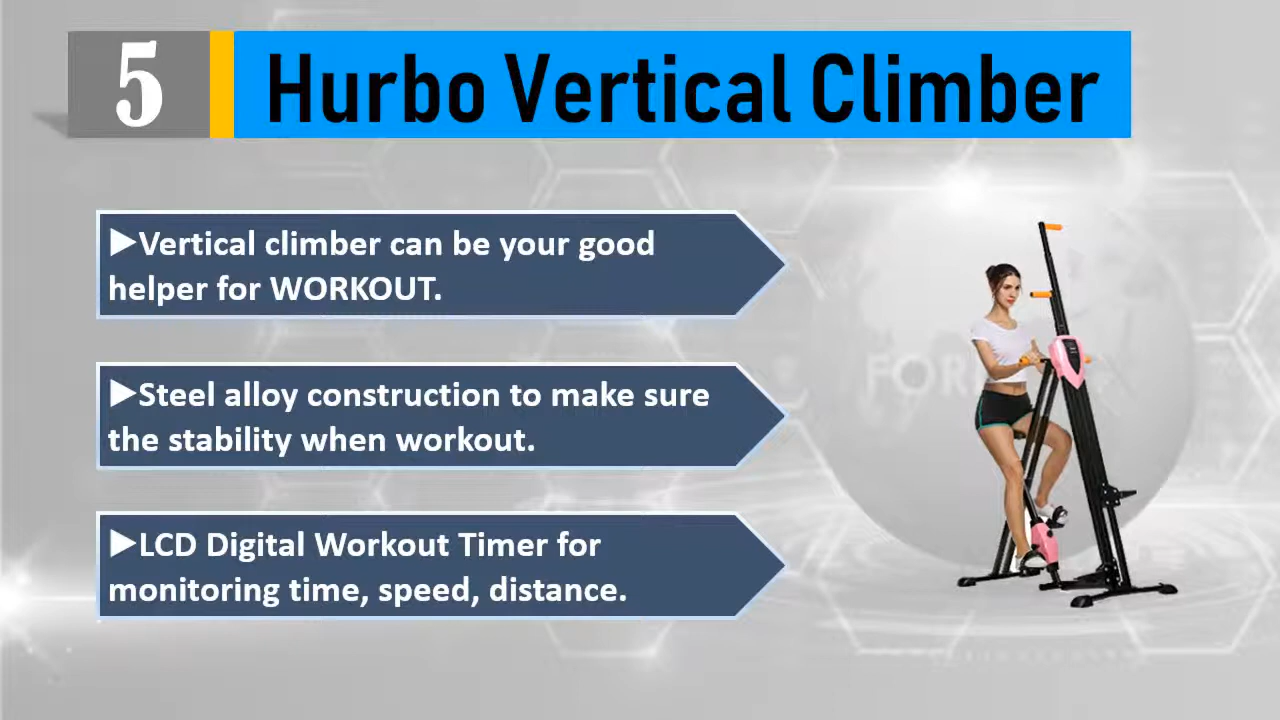 5
Hurbo Vertical Climber
▶Vertical climber can be your good
helper for WORKOUT.
▶Steel alloy construction to make sure
the stability when workout.
▶LCD Digital Workout Timer for
monitoring time, speed, distance.